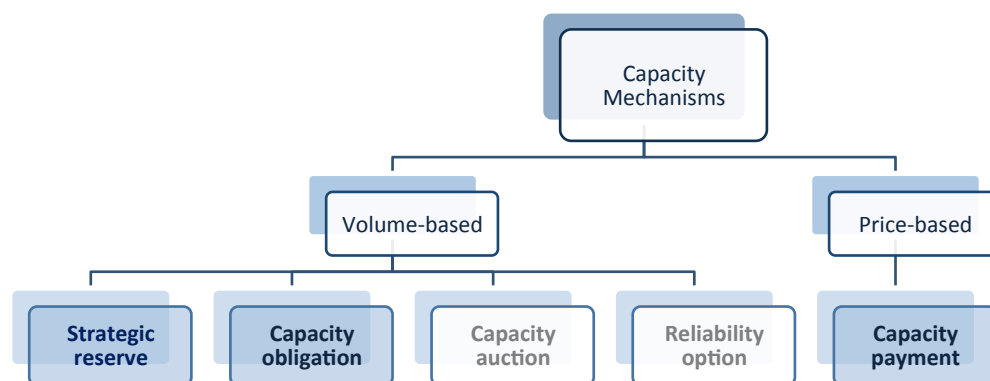 Capacity
Mechanisms
Volume-based
Price-based
Strategic
reserve
Capacity
obligation
Capacity
auction
Reliability
option
Capacity
payment